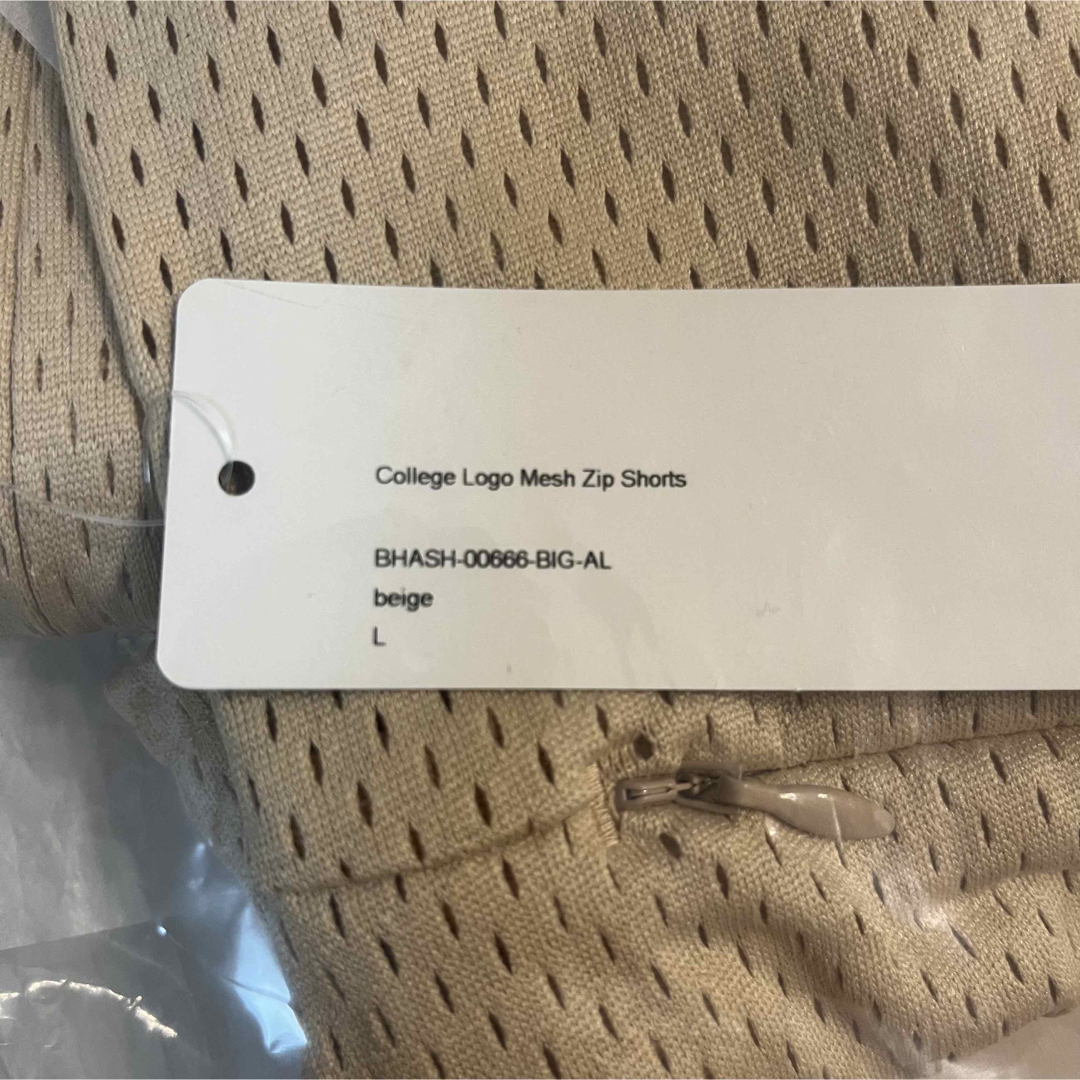 College Logo Mesh Zip Shorts
BHASH-00666-BIG-AL
beige
L